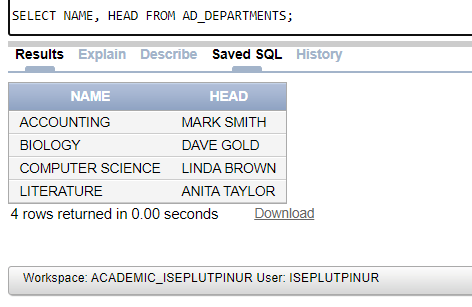 SELECT NAME, HEAD FROM AD_DEPARTMENTS;
Results Explain Describe Saved SQL History
NAME HEAD
ACCOUNTING MARK SMITH
BIOLOGY DAVE GOLD
COMPUTER SCIENCE LINDA BROWN
LITERATURE ANITA TAYLOR
4 rows returned in 0.00 seconds Download
Workspace: ACADEMIC_ISEPLUTPINUR User: ISEPLUTPINUR